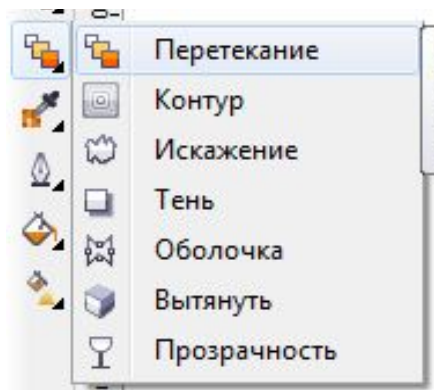 Перетекание
Контур
Искажение
Тень
Оболочка
Вытянуть
Прозрачность